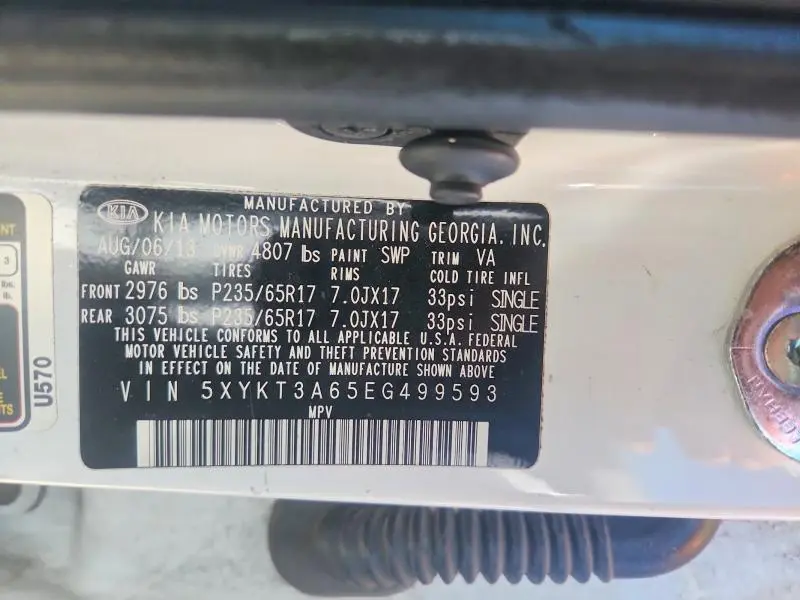 MANUFACTURED BY
KIA KIA MOTORS MANUFACTURING GEORGIA. INC.
AUG/06/13 GVWR 4807 lbs PAINT SWP TRIM VA
GAWR TIRES RIMS COLD TIRE INFL
FRONT 2976 lbs P235/65R17 7.0JX17 33psi SINGLE
REAR 3075 lbs P235/65R17 7.0JX17 33psi SINGLE
THIS VEHICLE CONFORMS TO ALL APPLICABLE U.S.A. FEDERAL
MOTOR VEHICLE SAFETY AND THEFT PREVENTION STANDARDS
IN EFFECT ON THE DATE OF MANUFACTURE SHOWN ABOVE
VIN 5XYKT3A65EG499593
MPV
U570
3